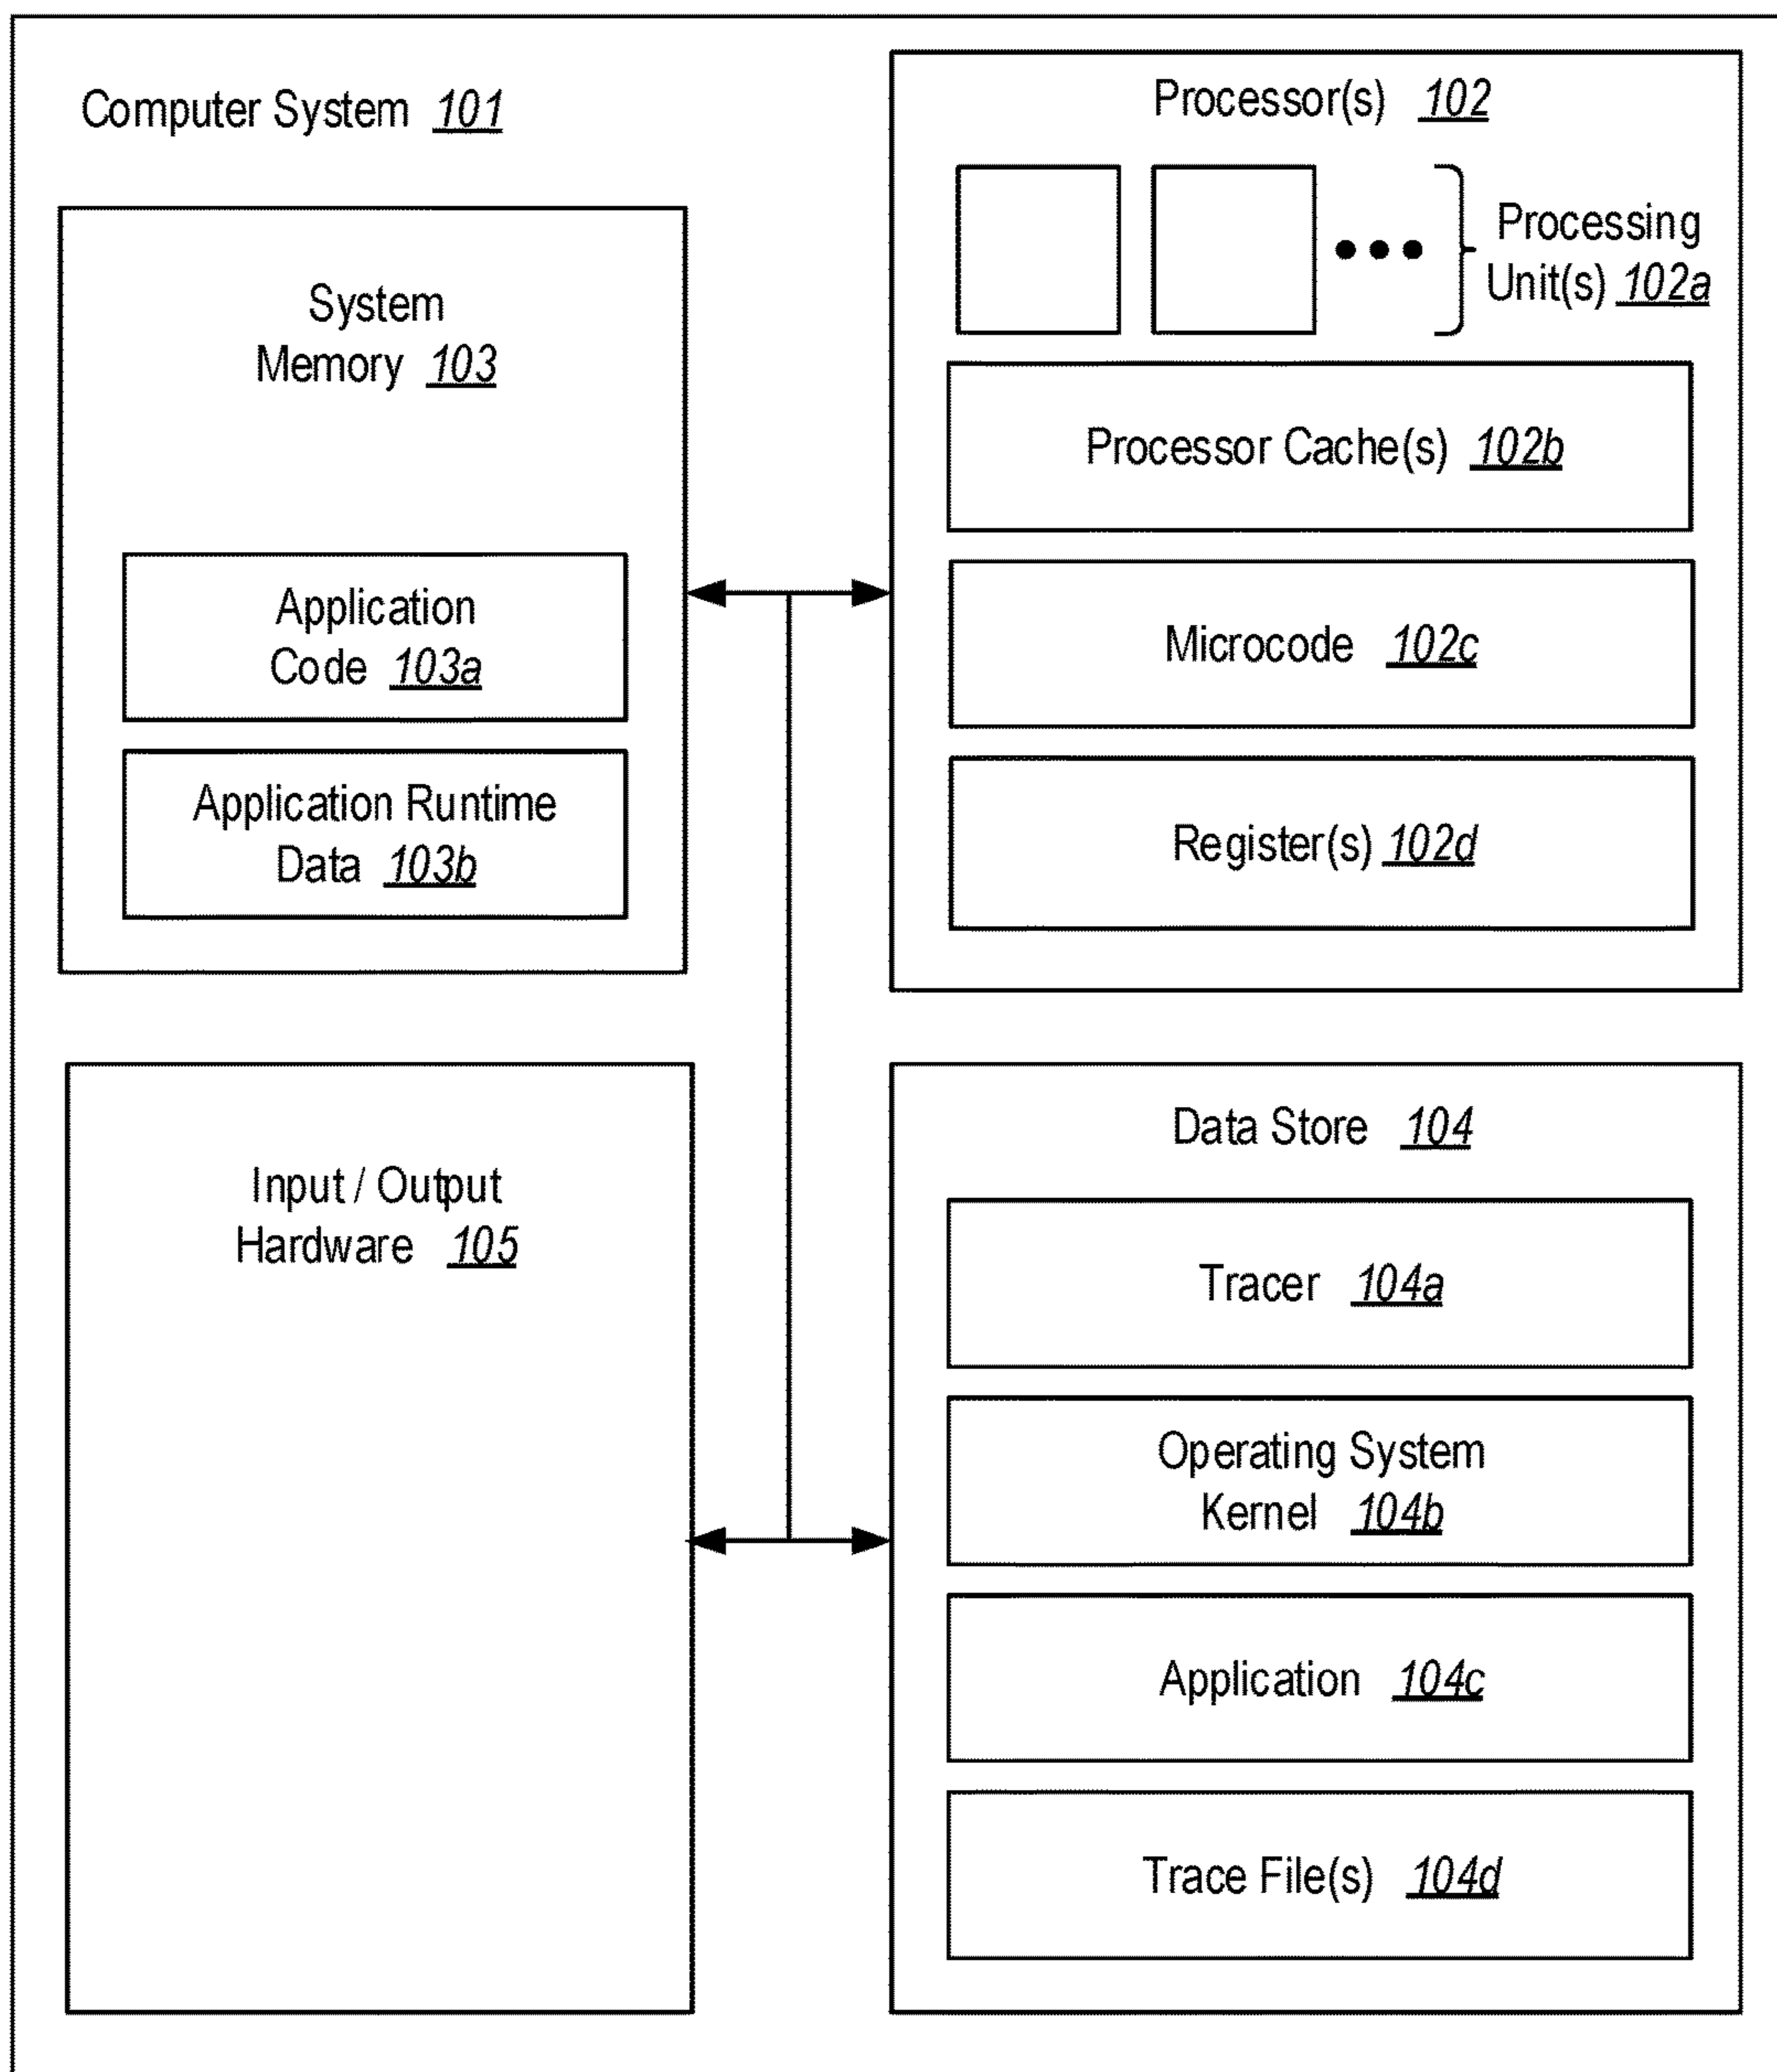 Computer System 101
System
Memory 103
Application
Code 103a
Application Runtime
Data 103b
Processor(s) 102
Processing
Unit(s) 102a
Processor Cache(s) 102b
Microcode 102c
Register(s) 102d
Input / Output
Hardware 105
Data Store 104
Tracer 104a
Operating System
Kernel 104b
Application 104c
Trace File(s) 104d